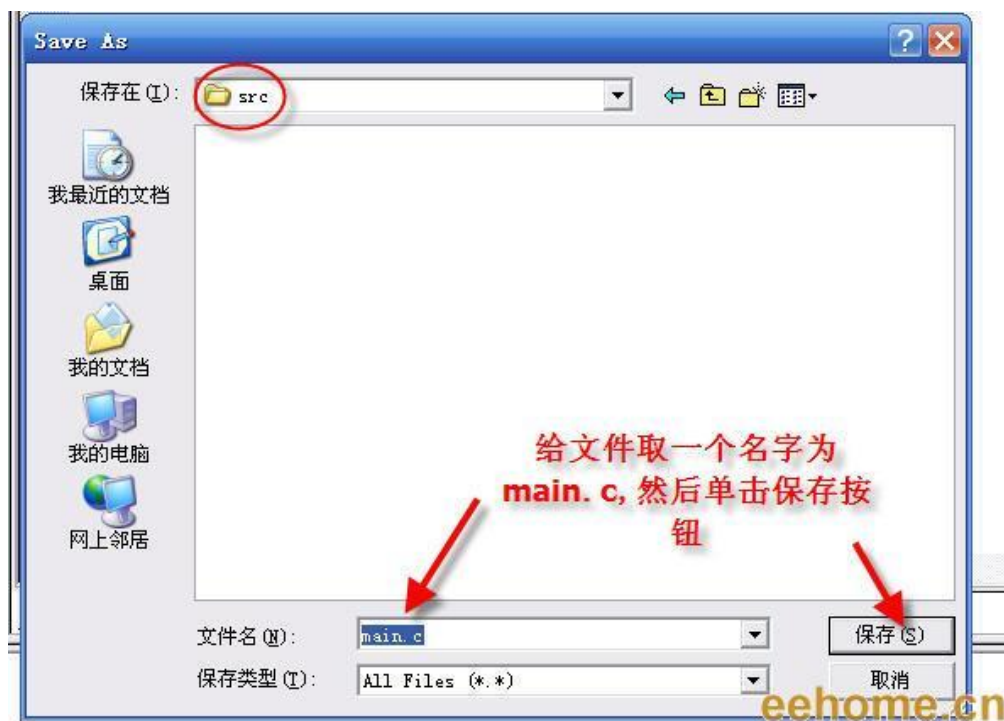 Save As
保存在(I):
src
我最近的文档
桌面
我的文档
我的电脑
网上邻居
给文件取一个名字为
main.c,然后单击保存按
钮
文件名(N):
main.c
保存(S)
保存类型(T):
All Files (*.*)
取消
eehome.cn